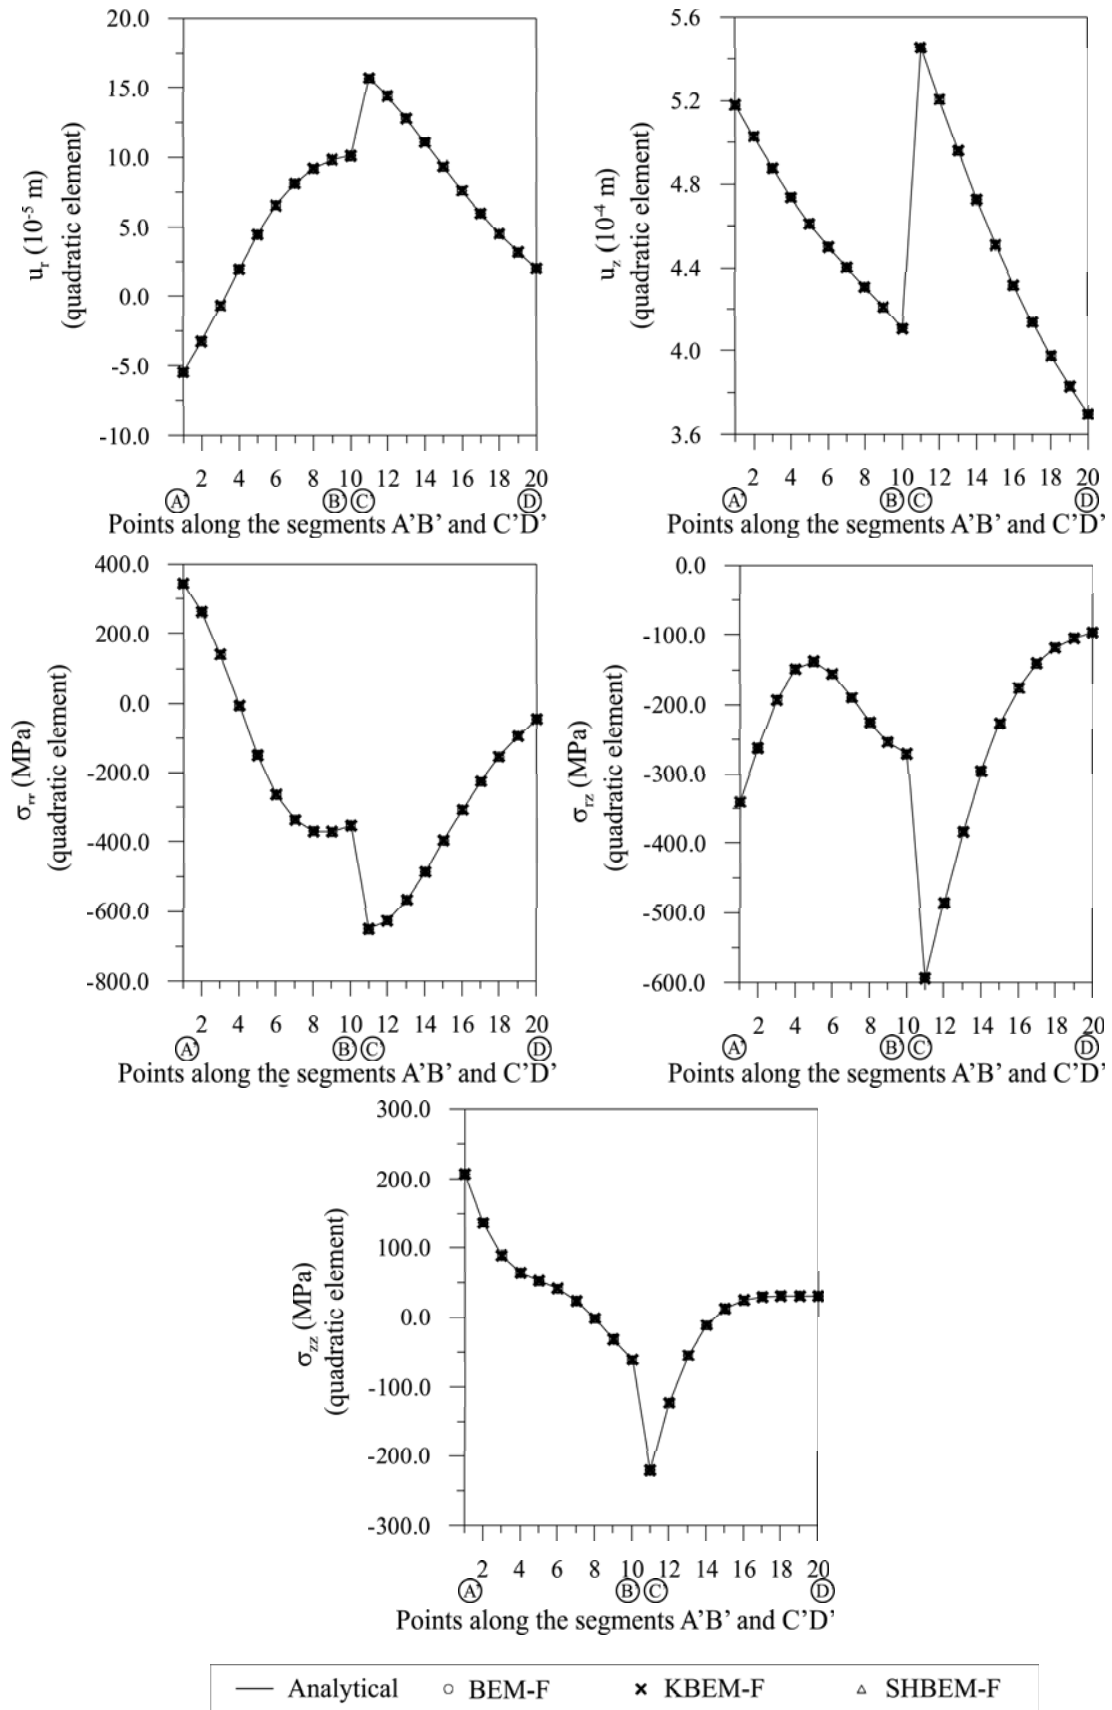 20.0
15.0
10.0
5.0
0.0
-5.0
-10.0
u_r (10^-5 m)
(quadratic element)
2 4 6 8 10 12 14 16 18 20
A' B C' D
Points along the segments A'B' and C'D'
5.6
5.2
4.8
4.4
4.0
3.6
u_z (10^-4 m)
(quadratic element)
2 4 6 8 10 12 14 16 18 20
A' B C' D
Points along the segments A'B' and C'D'
400.0
200.0
0.0
-200.0
-400.0
-600.0
-800.0
σ_rr (MPa)
(quadratic element)
2 4 6 8 10 12 14 16 18 20
A' B C' D
Points along the segments A'B' and C'D'
0.0
-100.0
-200.0
-300.0
-400.0
-500.0
-600.0
σ_rz (MPa)
(quadratic element)
2 4 6 8 10 12 14 16 18 20
A' B C' D
Points along the segments A'B' and C'D'
300.0
200.0
100.0
0.0
-100.0
-200.0
-300.0
σ_zz (MPa)
(quadratic element)
2 4 6 8 10 12 14 16 18 20
A' B C D
Points along the segments A'B' and C'D'
Analytical BEM-F KBEM-F SHBEM-F